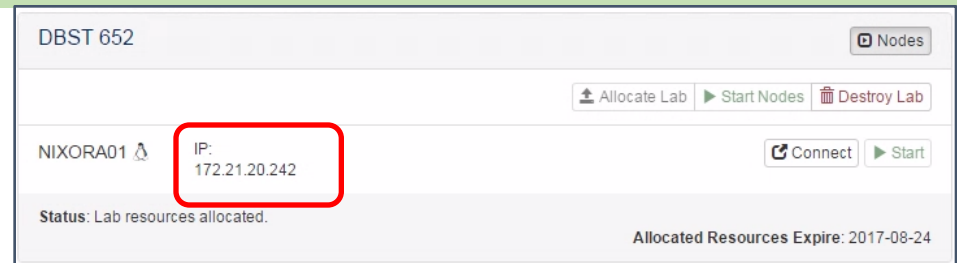 DBST 652
Nodes
Allocate Lab Start Nodes Destroy Lab
NIXORA01 IP:
172.21.20.242
Connect Start
Status: Lab resources allocated.
Allocated Resources Expire: 2017-08-24